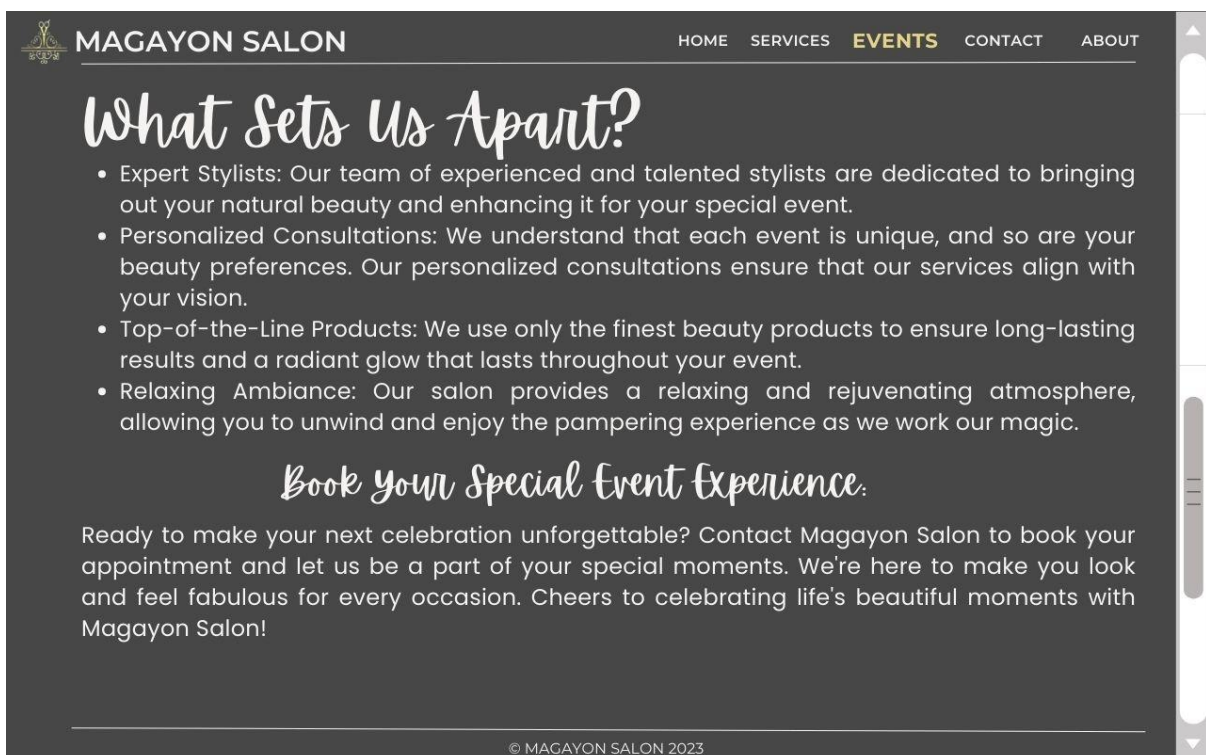 MAGAYON SALON
HOME SERVICES EVENTS CONTACT ABOUT
What Sets Us Apart?
• Expert Stylists: Our team of experienced and talented stylists are dedicated to bringing
out your natural beauty and enhancing it for your special event.
• Personalized Consultations: We understand that each event is unique, and so are your
beauty preferences. Our personalized consultations ensure that our services align with
your vision.
• Top-of-the-Line Products: We use only the finest beauty products to ensure long-lasting
results and a radiant glow that lasts throughout your event.
• Relaxing Ambiance: Our salon provides a relaxing and rejuvenating atmosphere,
allowing you to unwind and enjoy the pampering experience as we work our magic.
Book Your Special Event Experience:
Ready to make your next celebration unforgettable? Contact Magayon Salon to book your
appointment and let us be a part of your special moments. We're here to make you look
and feel fabulous for every occasion. Cheers to celebrating life's beautiful moments with
Magayon Salon!
© MAGAYON SALON 2023